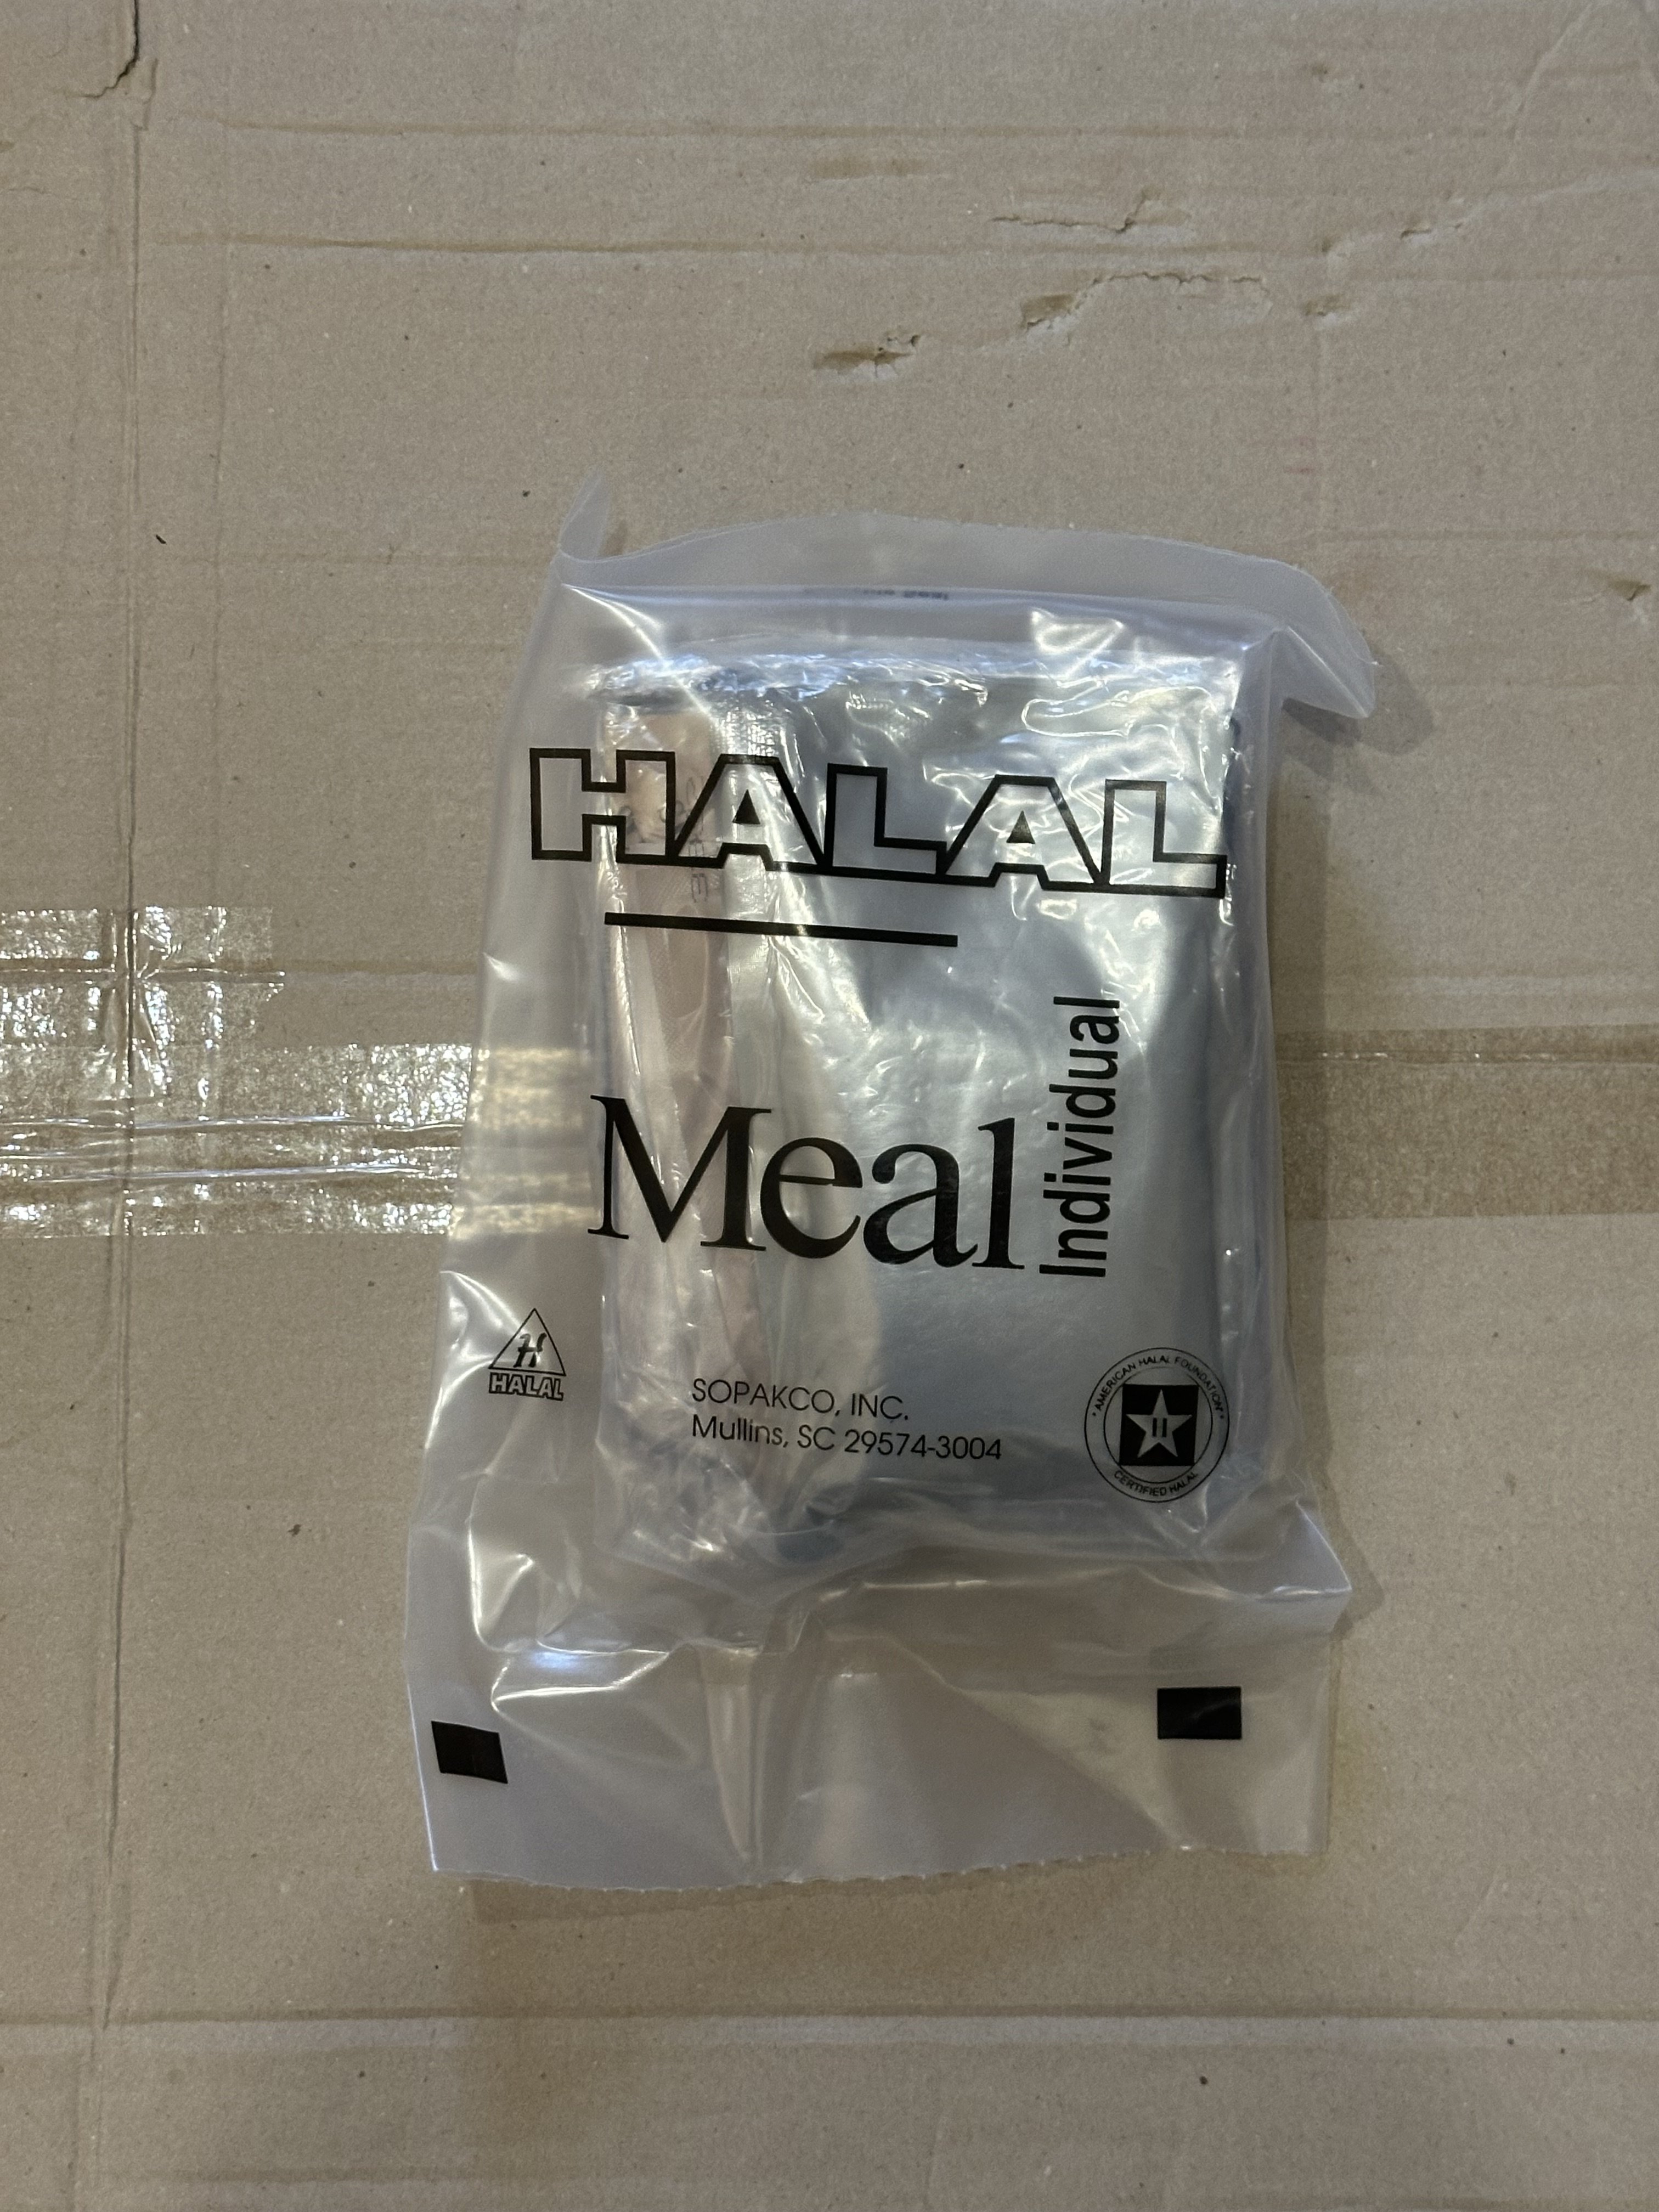 HALAL
Meal
Individual
H
HALAL
SOPAKCO, INC.
Mullins, SC 29574-3004
AMERICAN HALAL FOUNDATION
H
CERTIFIED HALAL